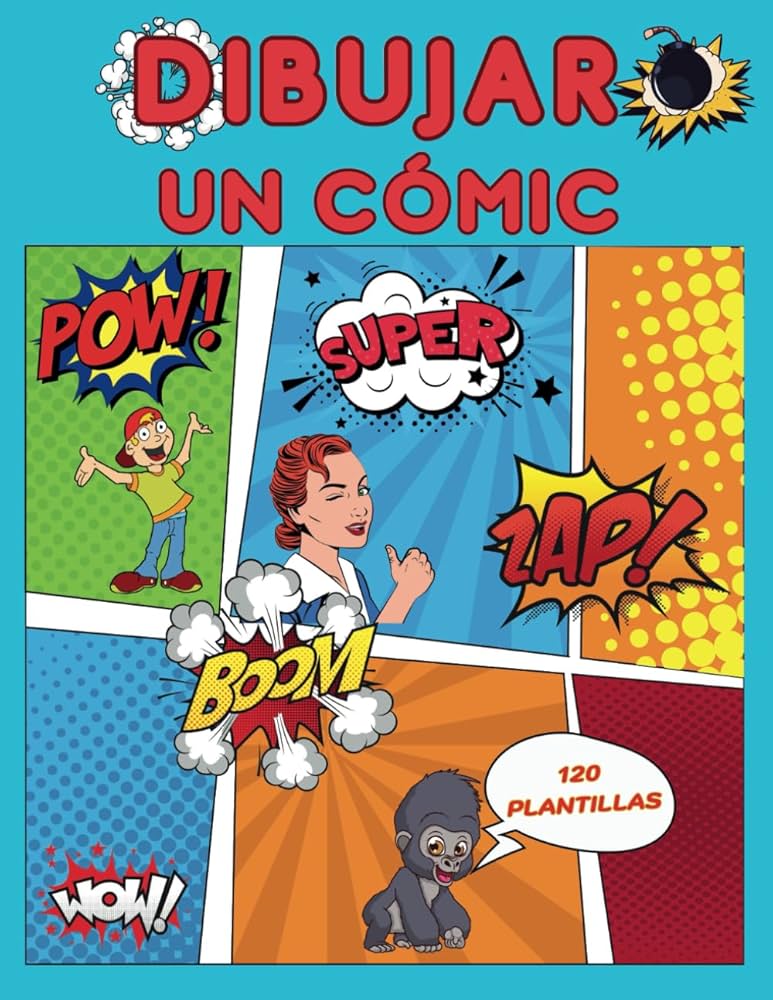 DIBUJAR
UN CÓMIC
POW!
SUPER
ZAP!
BOOM
120
PLANTILLAS
WOW!